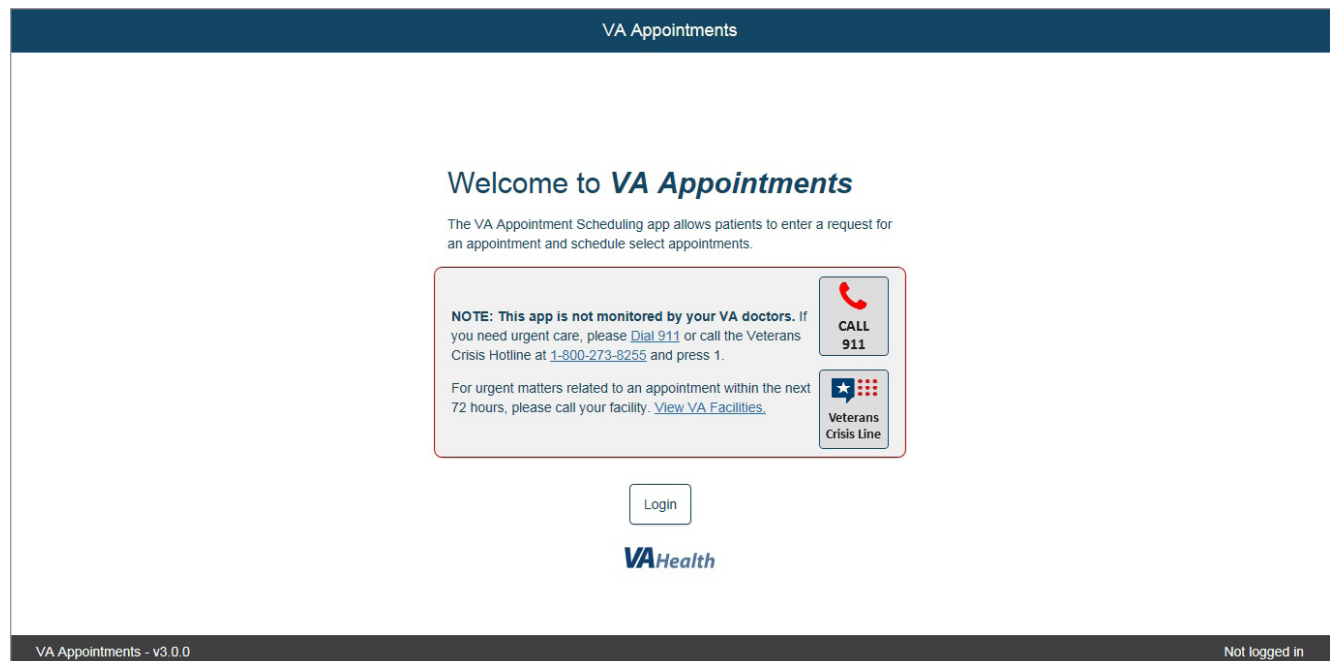 VA Appointments
Welcome to VA Appointments
The VA Appointment Scheduling app allows patients to enter a request for
an appointment and schedule select appointments.
NOTE: This app is not monitored by your VA doctors. If
you need urgent care, please Dial 911 or call the Veterans
Crisis Hotline at 1-800-273-8255 and press 1.
For urgent matters related to an appointment within the next
72 hours, please call your facility. View VA Facilities.
CALL
911
Veterans
Crisis Line
Login
VA Health
VA Appointments - v3.0.0
Not logged in